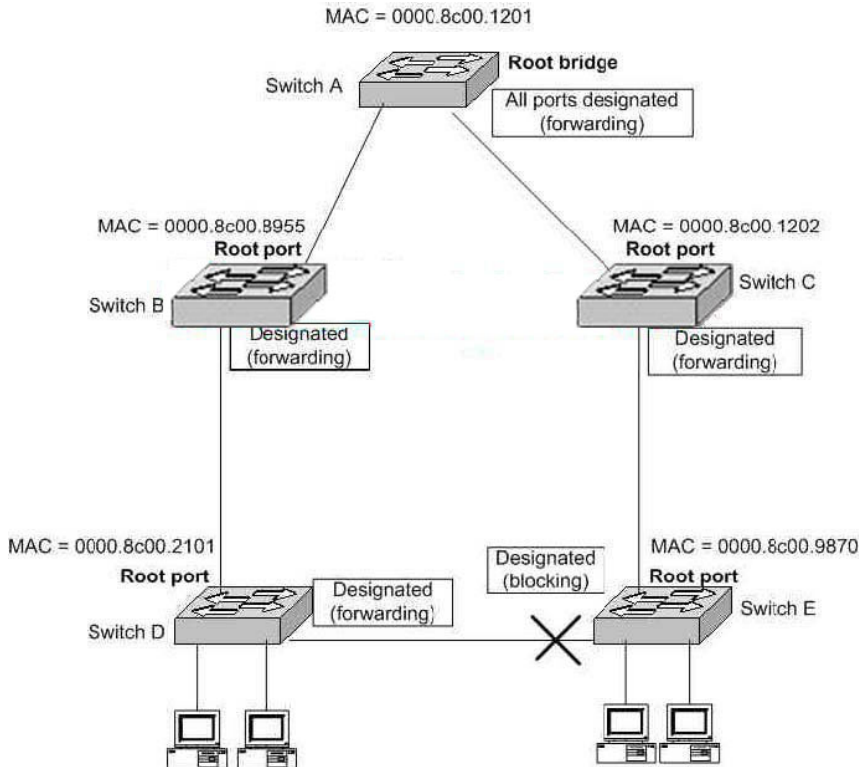 MAC = 0000.8c00.1201
Root bridge
Switch A
All ports designated
(forwarding)
MAC = 0000.8c00.8955
Root port
MAC = 0000.8c00.1202
Root port
Switch B
Switch C
Designated
(forwarding)
Designated
(forwarding)
MAC = 0000.8c00.2101
Root port
Designated
(blocking)
MAC = 0000.8c00.9870
Root port
Designated
(forwarding)
Switch D
Switch E